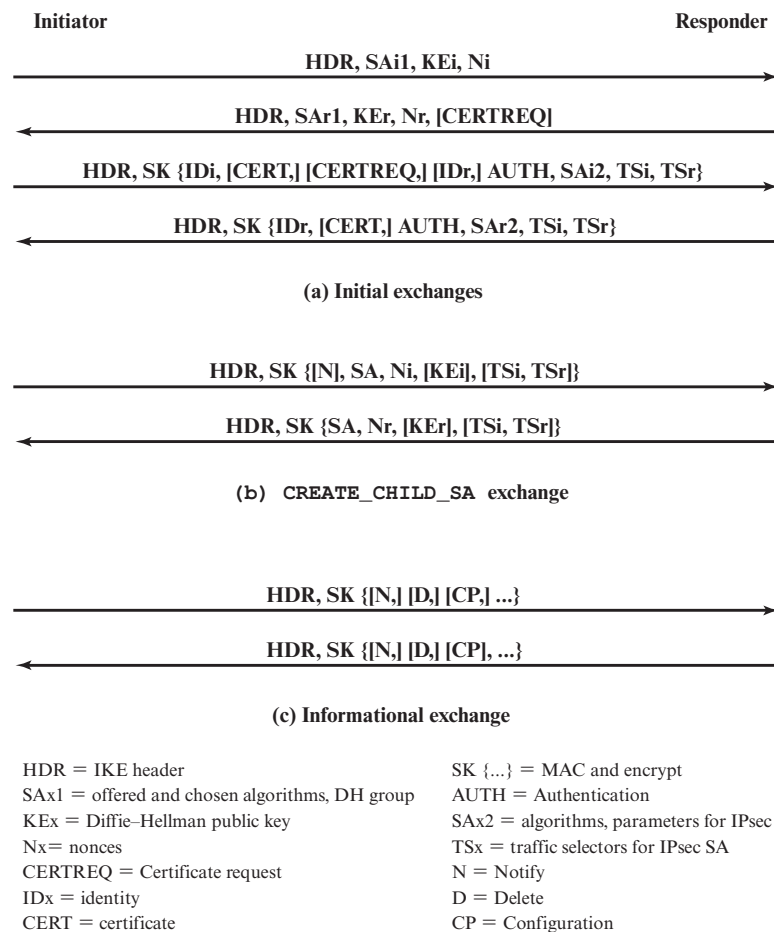 Initiator Responder
HDR, SAi1, KEi, Ni
HDR, SAr1, KEr, Nr, [CERTREQ]
HDR, SK {IDi, [CERT,] [CERTREQ,] [IDr,] AUTH, SAi2, TSi, TSr}
HDR, SK {IDr, [CERT,] AUTH, SAr2, TSi, TSr}
(a) Initial exchanges
HDR, SK {[N], SA, Ni, [KEi], [TSi, TSr]}
HDR, SK {SA, Nr, [KEr], [TSi, TSr]}
(b) CREATE_CHILD_SA exchange
HDR, SK {[N,] [D,] [CP,] ...}
HDR, SK {[N,] [D,] [CP], ...}
(c) Informational exchange
HDR = IKE header
SAx1 = offered and chosen algorithms, DH group
KEx = Diffie–Hellman public key
Nx= nonces
CERTREQ = Certificate request
IDx = identity
CERT = certificate
SK {...} = MAC and encrypt
AUTH = Authentication
SAx2 = algorithms, parameters for IPsec
TSx = traffic selectors for IPsec SA
N = Notify
D = Delete
CP = Configuration